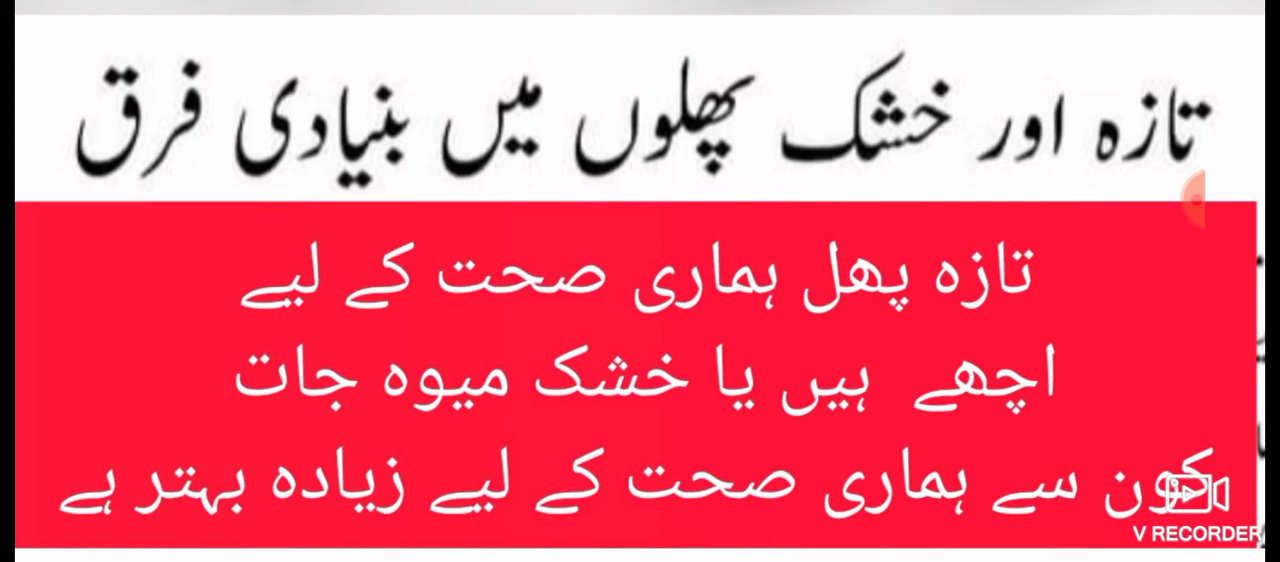 تازہ اور خشک پھلوں میں بنیادی فرق
تازہ پھل ہماری صحت کے لیے
اچھے ہیں یا خشک میوہ جات
کون سے ہماری صحت کے لیے زیادہ بہتر ہے
V RECORDER